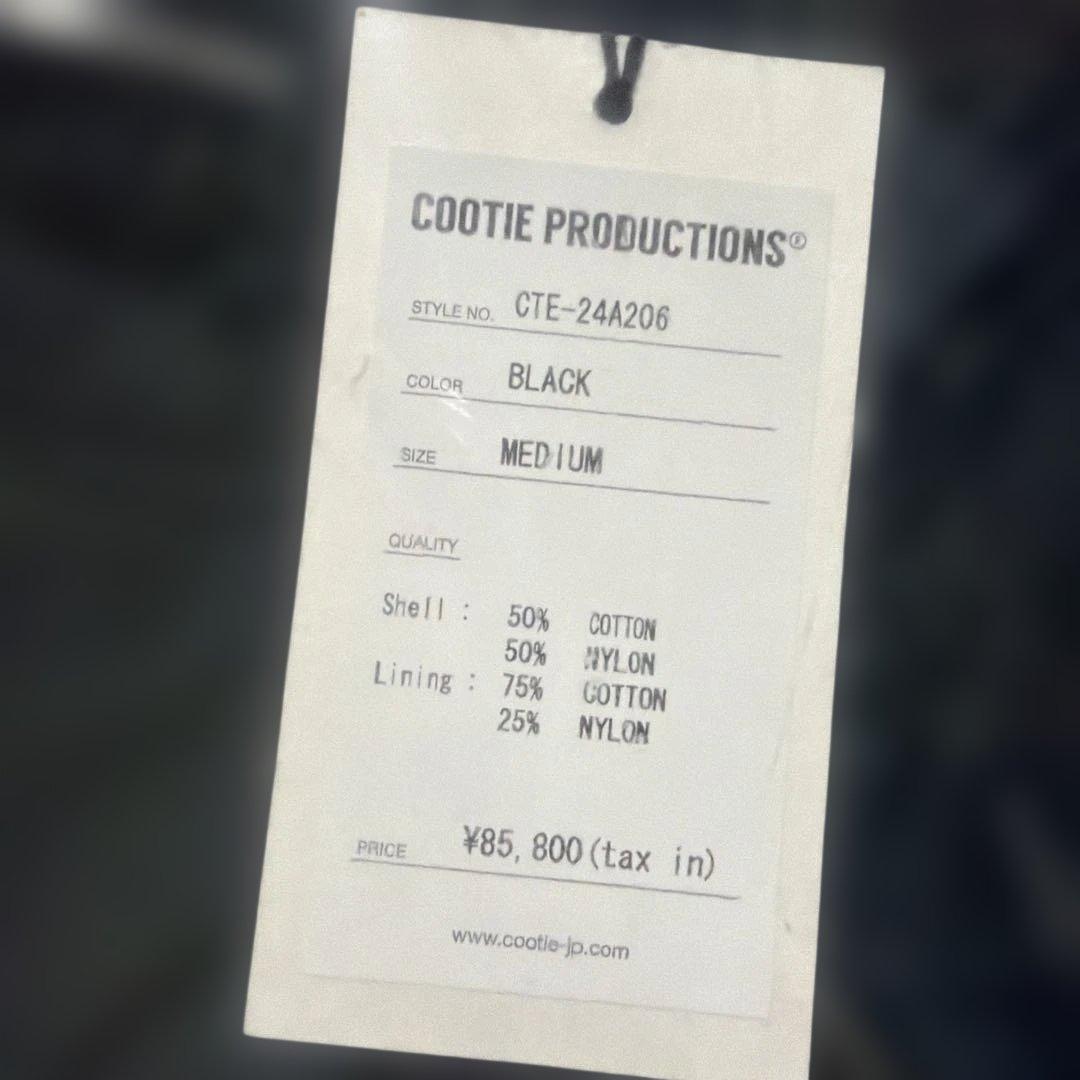 COOTIE PRODUCTIONS®
STYLE NO. CTE-24A206
COLOR BLACK
SIZE MEDIUM
QUALITY
Shell : 50% COTTON
50% NYLON
Lining : 75% COTTON
25% NYLON
PRICE ¥85,800(tax in)
www.cootie-jp.com